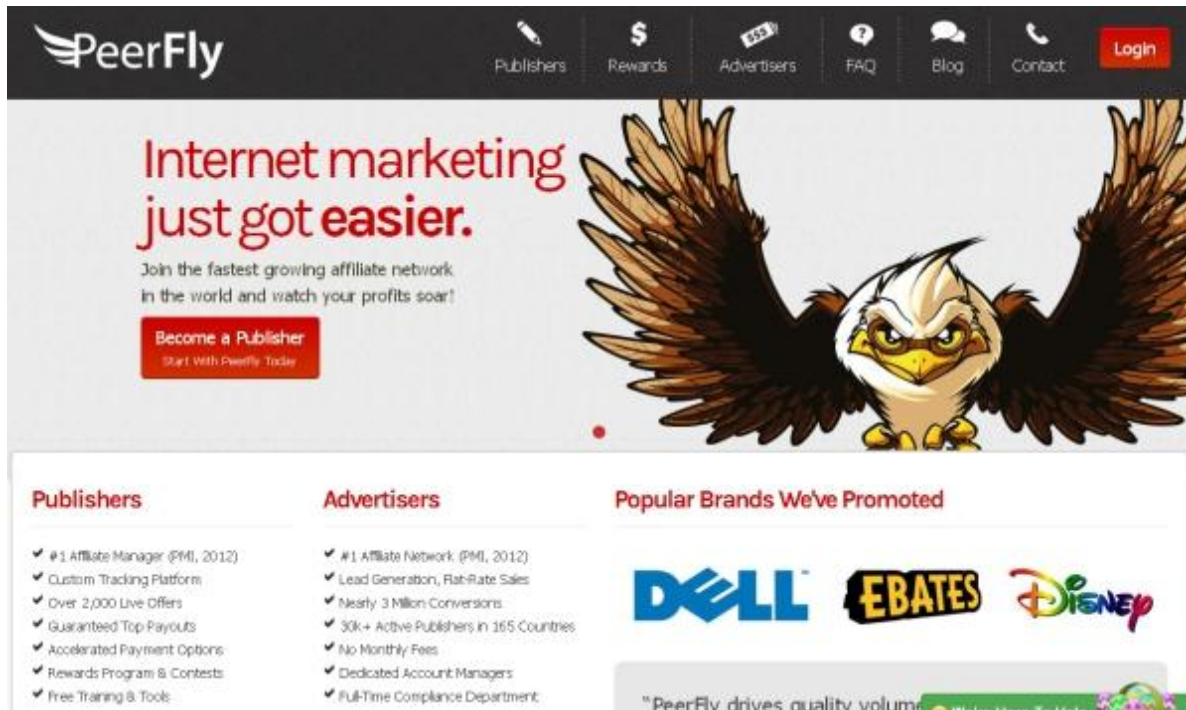 PeerFly
Publishers
Rewards
Advertisers
FAQ
Blog
Contact
Login
Internet marketing
just got easier.
Join the fastest growing affiliate network
in the world and watch your profits soar!
Become a Publisher
Start With Peerfly Today
Publishers
#1 Affiliate Manager (PMI, 2012)
Custom Tracking Platform
Over 2,000 Live Offers
Guaranteed Top Payouts
Accelerated Payment Options
Rewards Program & Contests
Free Training & Tools
Advertisers
#1 Affiliate Network (PMI, 2012)
Lead Generation, Flat-Rate Sales
Nearly 3 Million Conversions
30k+ Active Publishers in 165 Countries
No Monthly Fees
Dedicated Account Managers
Full-Time Compliance Department
Popular Brands We've Promoted
DELL
EBATES
Disney
"PeerFly drives quality volume